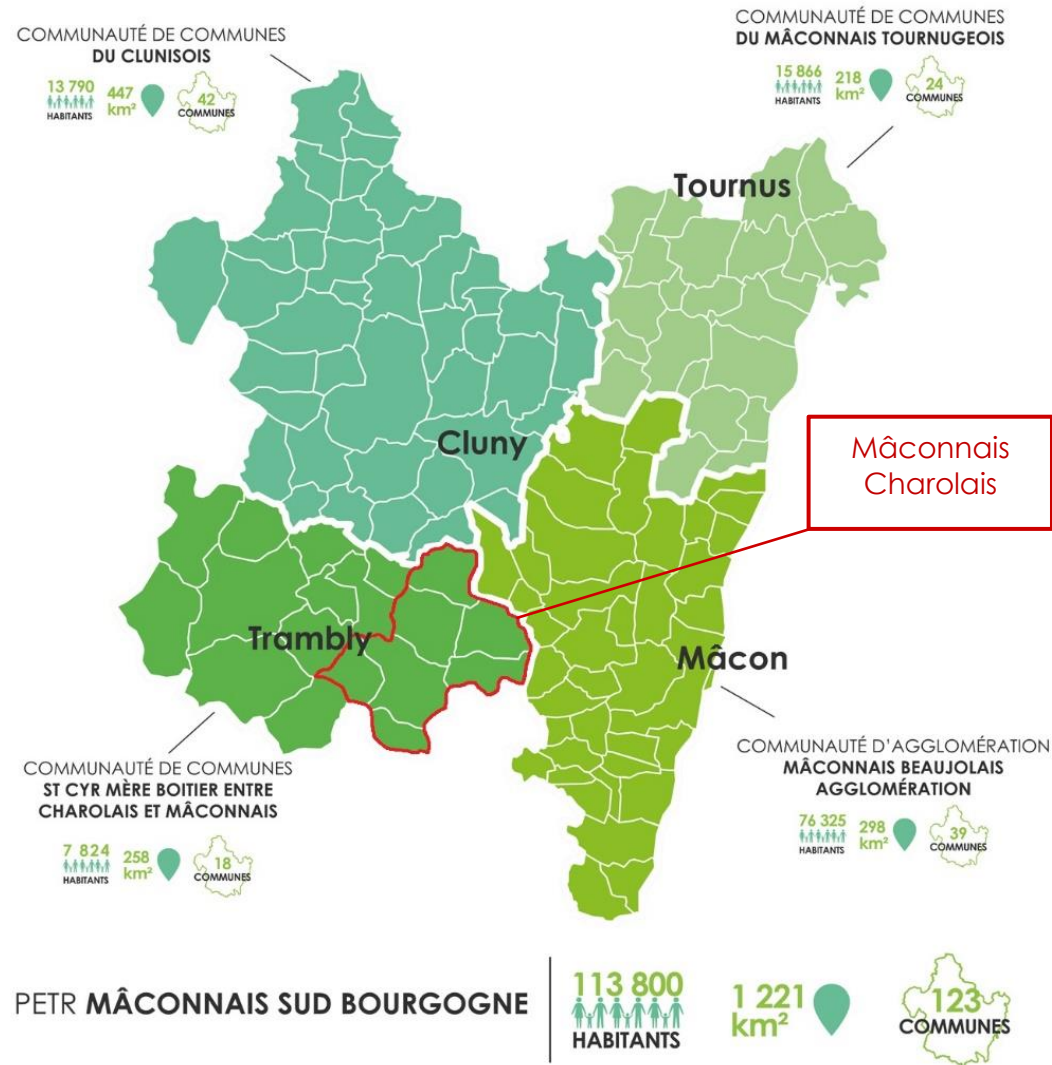 COMMUNAUTÉ DE COMMUNES
DU CLUNISOIS
13 790
HABITANTS
447
km²
42
COMMUNES
COMMUNAUTÉ DE COMMUNES
DU MÂCONNAIS TOURNUGEOIS
15 866
HABITANTS
218
km²
24
COMMUNES
Tournus
Cluny
Mâconnais
Charolais
Trambly
Mâcon
COMMUNAUTÉ DE COMMUNES
ST CYR MÈRE BOITIER ENTRE
CHAROLAIS ET MÂCONNAIS
7 824
HABITANTS
258
km²
18
COMMUNES
COMMUNAUTÉ D'AGGLOMÉRATION
MÂCONNAIS BEAUJOLAIS
AGGLOMÉRATION
76 325
HABITANTS
298
km²
39
COMMUNES
PETR MÂCONNAIS SUD BOURGOGNE
113 800
HABITANTS
1 221
km²
123
COMMUNES